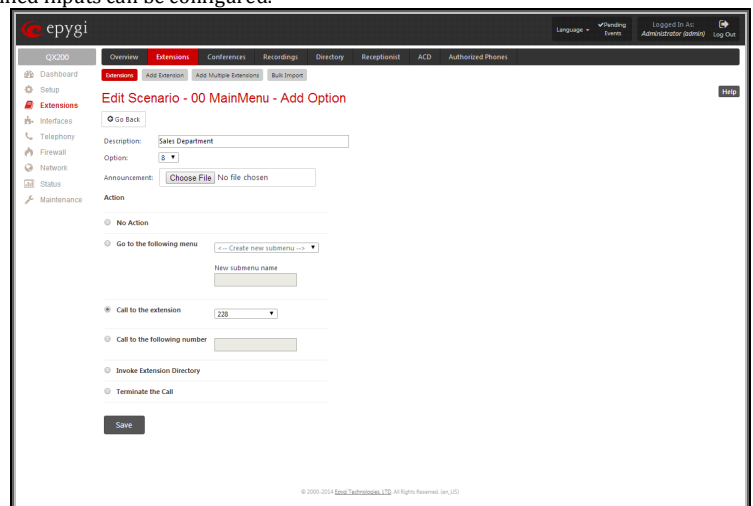 ned inputs can be configured.
epygi
Language
Pending Events
Logged In As:
Administrator (admin)
Log Out
QX200
Overview Extensions Conferences Recordings Directory Receptionist ACD Authorized Phones
Dashboard
Setup
Extensions
Interfaces
Telephony
Firewall
Network
Status
Maintenance
Extensions Add Extension Add Multiple Extensions Bulk Import
Help
Edit Scenario - 00 MainMenu - Add Option
Go Back
Description: Sales Department
Option: 8
Announcement: Choose File No file chosen
Action
No Action
Go to the following menu <-- Create new submenu -->
New submenu name
Call to the extension 228
Call to the following number
Invoke Extension Directory
Terminate the Call
Save
© 2000-2014 Epygi Technologies, LTD. All Rights Reserved. (en_US)